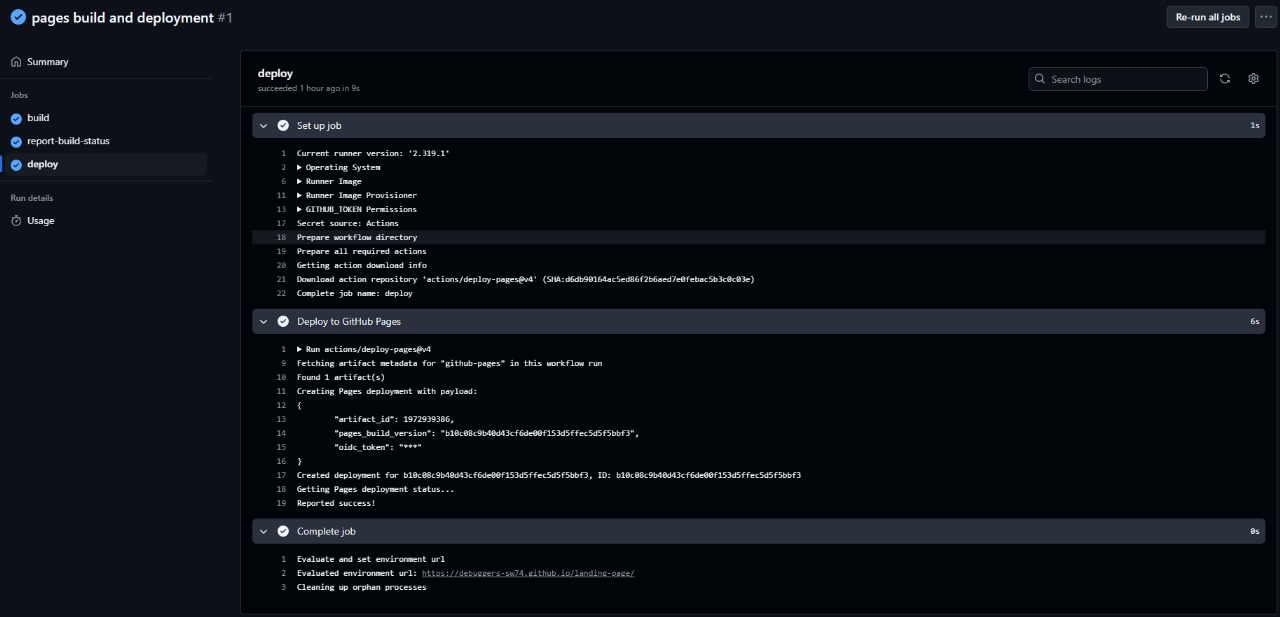 pages build and deployment #1
Re-run all jobs
Summary
Jobs
build
report-build-status
deploy
Run details
Usage
deploy
succeeded 1 hour ago in 9s
Search logs
Set up job 1s
1 Current runner version: '2.319.1'
2 Operating System
6 Runner Image
11 Runner Image Provisioner
13 GITHUB_TOKEN Permissions
17 Secret source: Actions
18 Prepare workflow directory
19 Prepare all required actions
20 Getting action download info
21 Download action repository 'actions/deploy-pages@v4' (SHA:d6db90164ac5ed86f2b6aed7e0febac5b3c0c03e)
22 Complete job name: deploy
Deploy to GitHub Pages 6s
1 Run actions/deploy-pages@v4
9 Fetching artifact metadata for "github-pages" in this workflow run
10 Found 1 artifact(s)
11 Creating Pages deployment with payload:
12 {
13 "artifact_id": 1972939386,
14 "pages_build_version": "b10c08c9b40d43cf6de00f153d5ffec5d5f5bbf3",
15 "oidc_token": "***"
16 }
17 Created deployment for b10c08c9b40d43cf6de00f153d5ffec5d5f5bbf3, ID: b10c08c9b40d43cf6de00f153d5ffec5d5f5bbf3
18 Getting Pages deployment status...
19 Reported success!
Complete job 0s
1 Evaluate and set environment url
2 Evaluated environment url: https://debuggers-sw74.github.io/landing-page/
3 Cleaning up orphan processes